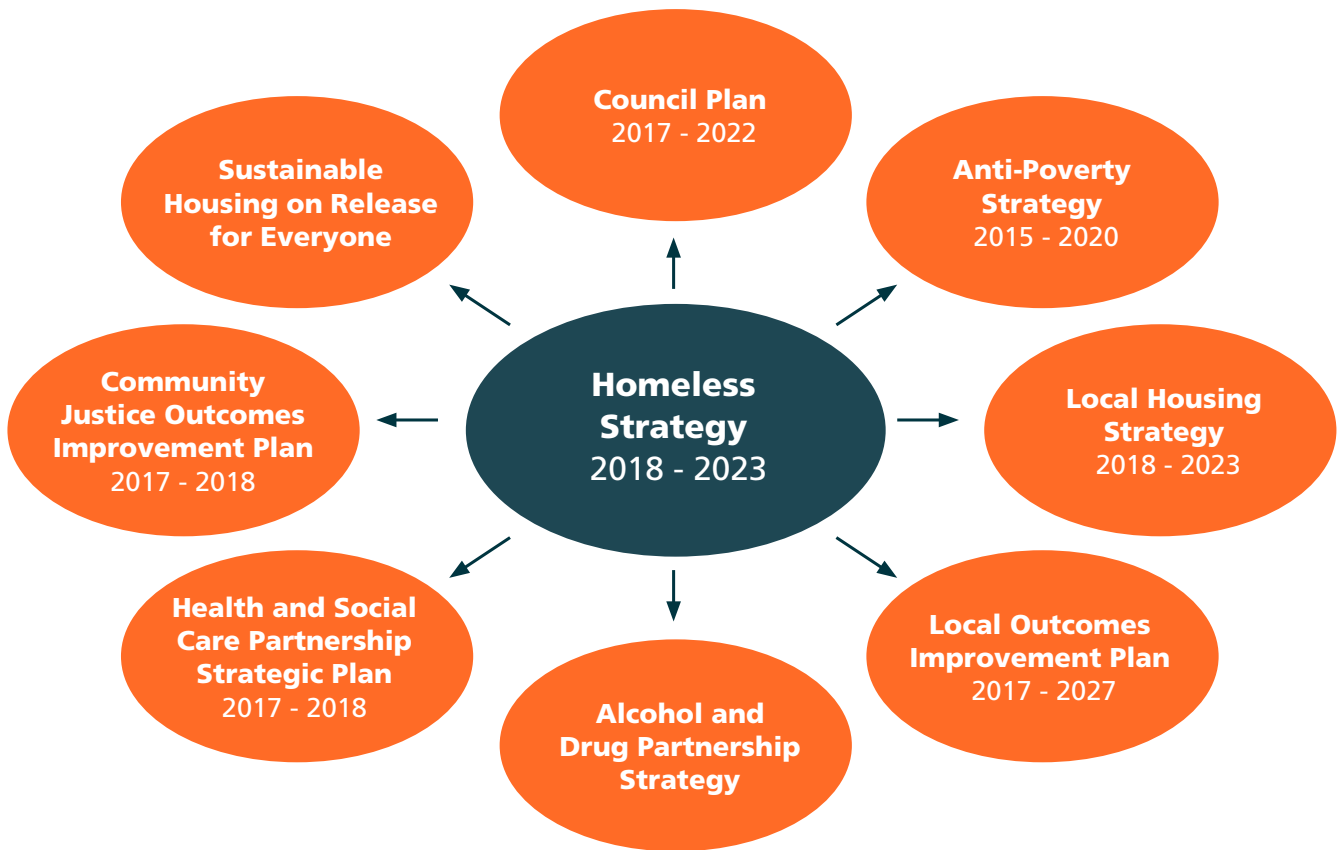 Council Plan
2017 - 2022
Anti-Poverty
Strategy
2015 - 2020
Local Housing
Strategy
2018 - 2023
Local Outcomes
Improvement Plan
2017 - 2027
Alcohol and
Drug Partnership
Strategy
Health and Social
Care Partnership
Strategic Plan
2017 - 2018
Community
Justice Outcomes
Improvement Plan
2017 - 2018
Sustainable
Housing on Release
for Everyone
Homeless
Strategy
2018 - 2023